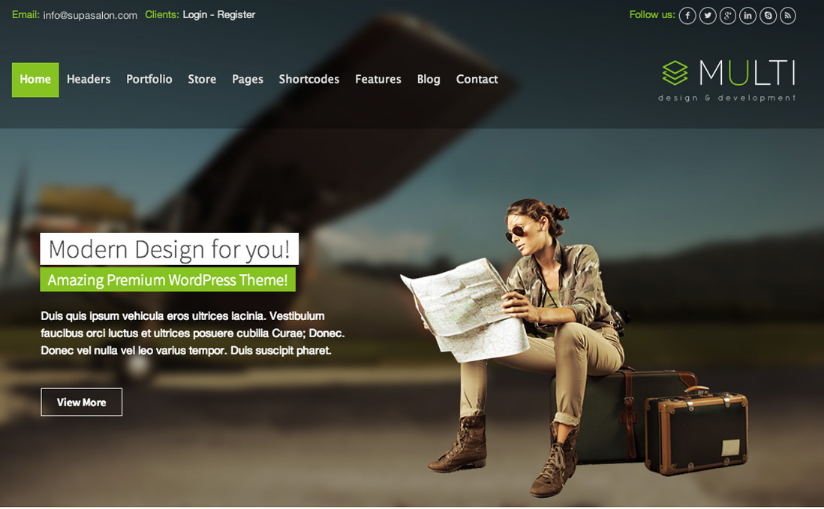 Email: info@supasalon.com Clients: Login - Register Follow us:
Home Headers Portfolio Store Pages Shortcodes Features Blog Contact
MULTI
design & development
Modern Design for you!
Amazing Premium WordPress Theme!
Duis quis ipsum vehicula eros ultrices lacinia. Vestibulum
faucibus orci luctus et ultrices posuere cubilia Curae; Donec.
Donec vel nulla vel leo varius tempor. Duis suscipit pharet.
View More